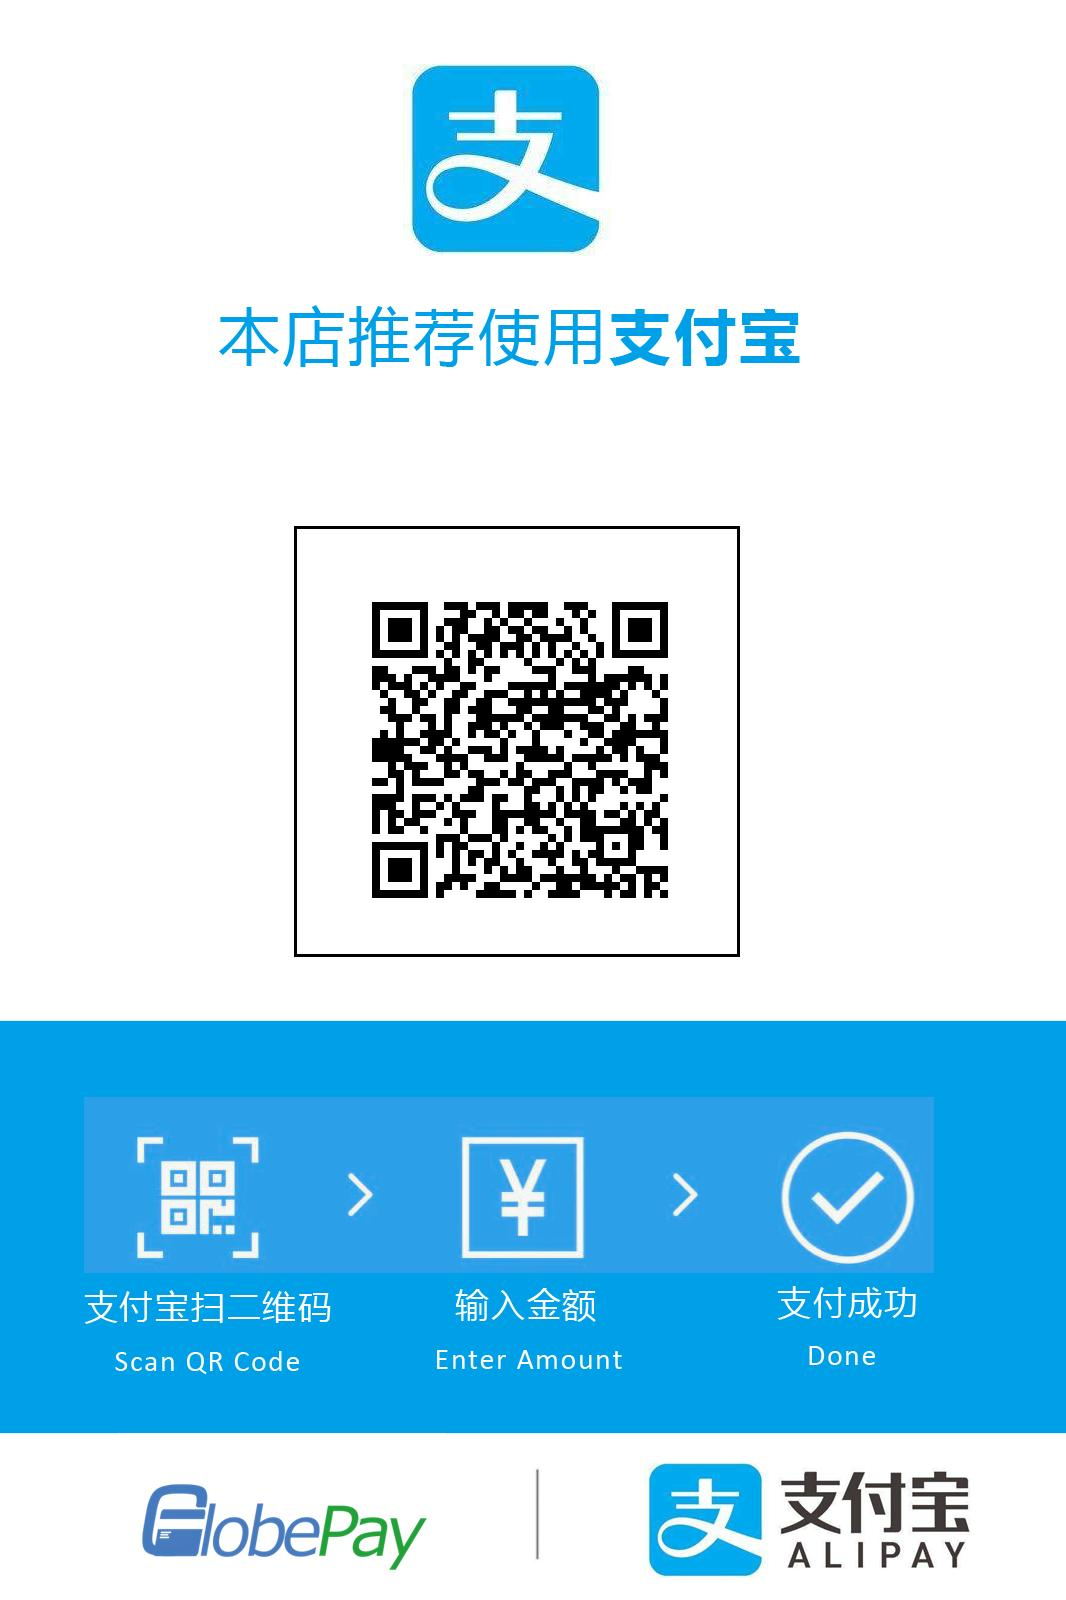 支
本店推荐使用支付宝
¥
支付宝扫二维码
输入金额
支付成功
Scan QR Code
Enter Amount
Done
GlobePay
支
支付宝
ALIPAY